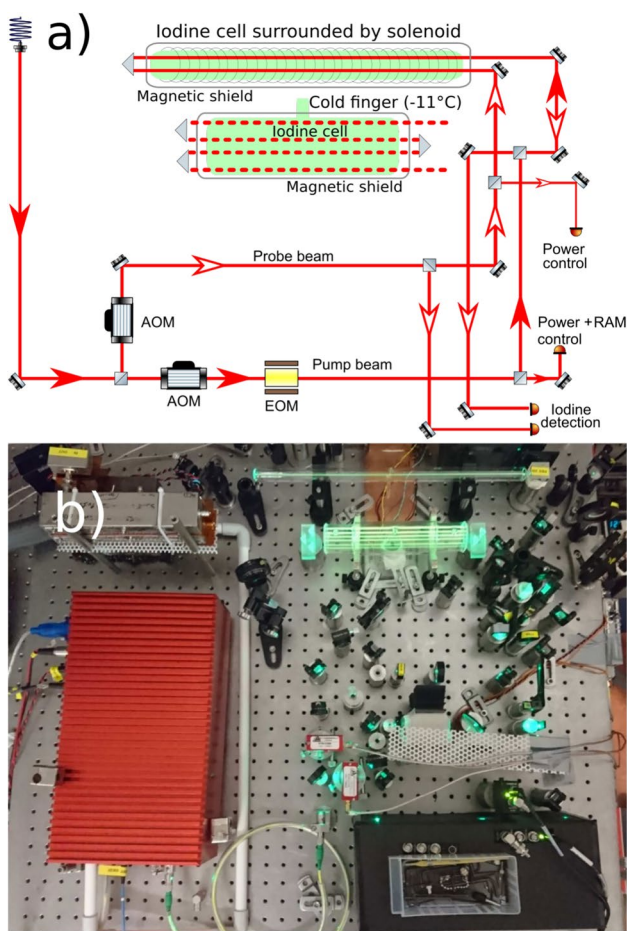 a)
Iodine cell surrounded by solenoid
Magnetic shield
Cold finger (-11°C)
Iodine cell
Magnetic shield
Power
control
Probe beam
AOM
Power +RAM
control
Pump beam
AOM
EOM
Iodine
detection
b)